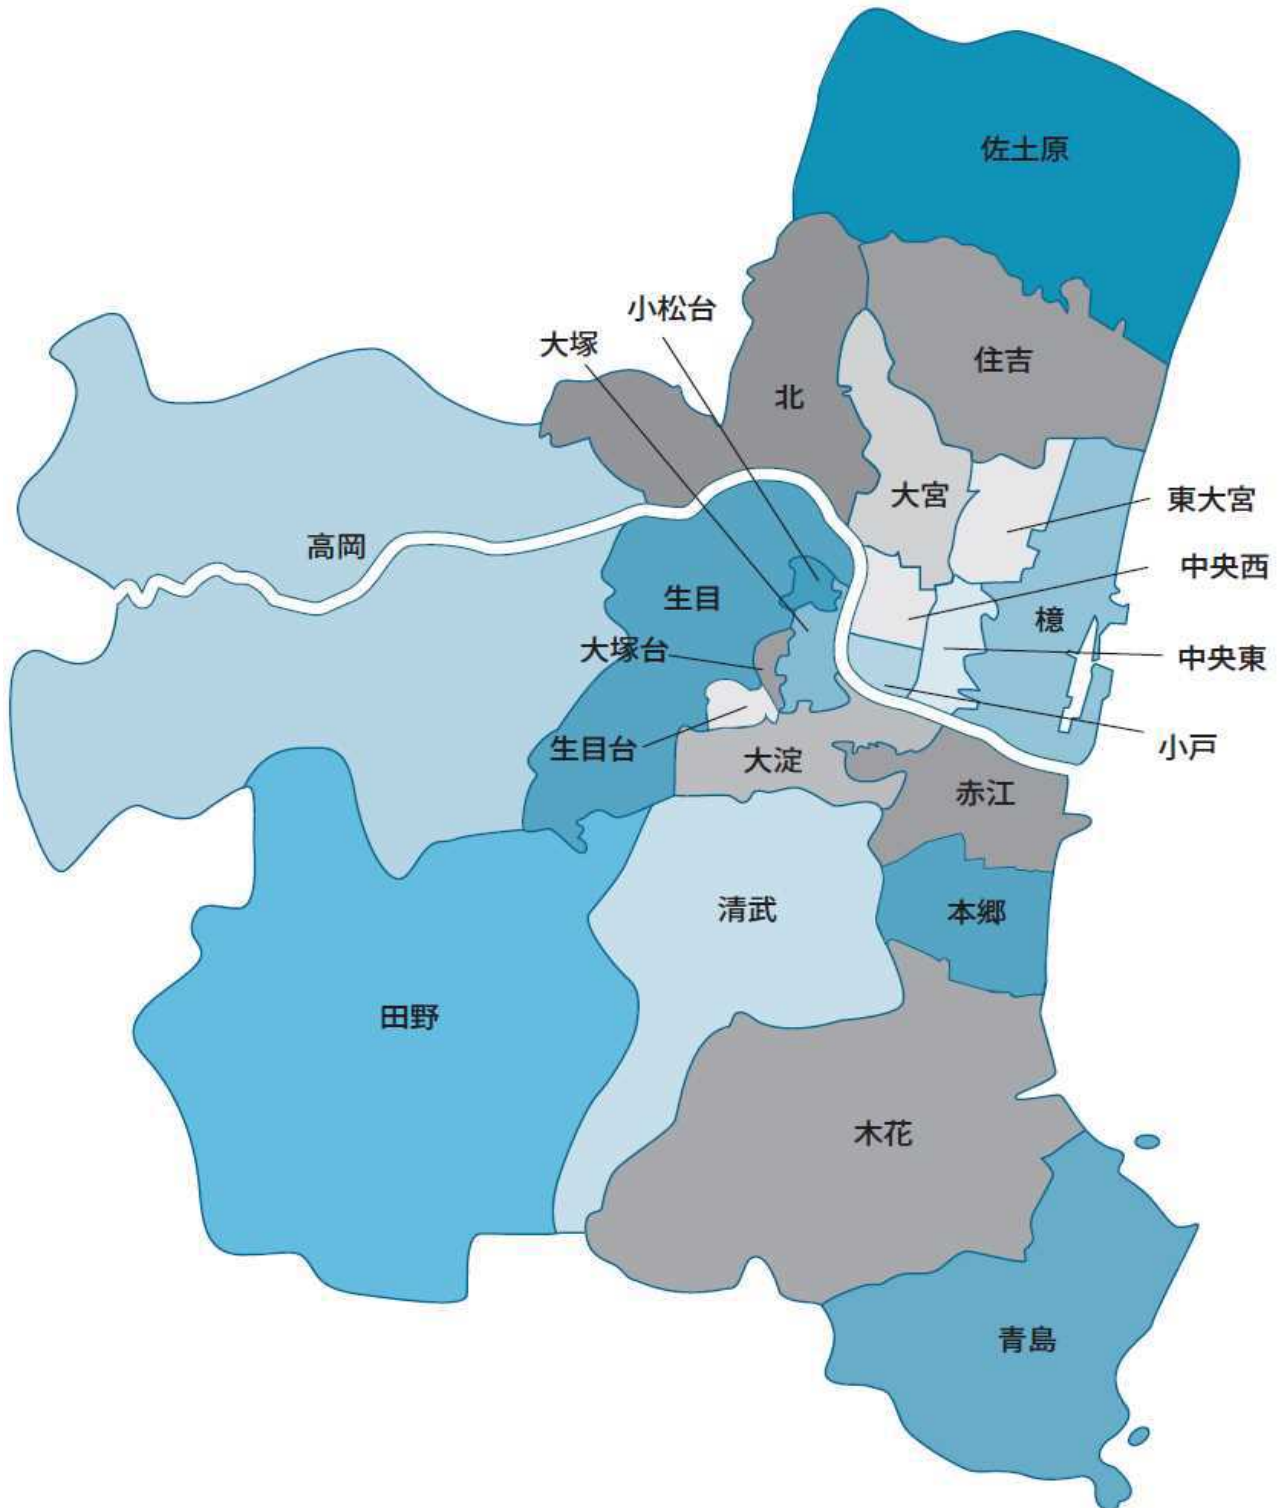 佐土原
小松台
大塚
住吉
北
大宮
東大宮
高岡
中央西
生目
檍
大塚台
中央東
生目台
小戸
大淀
赤江
清武
本郷
田野
木花
青島